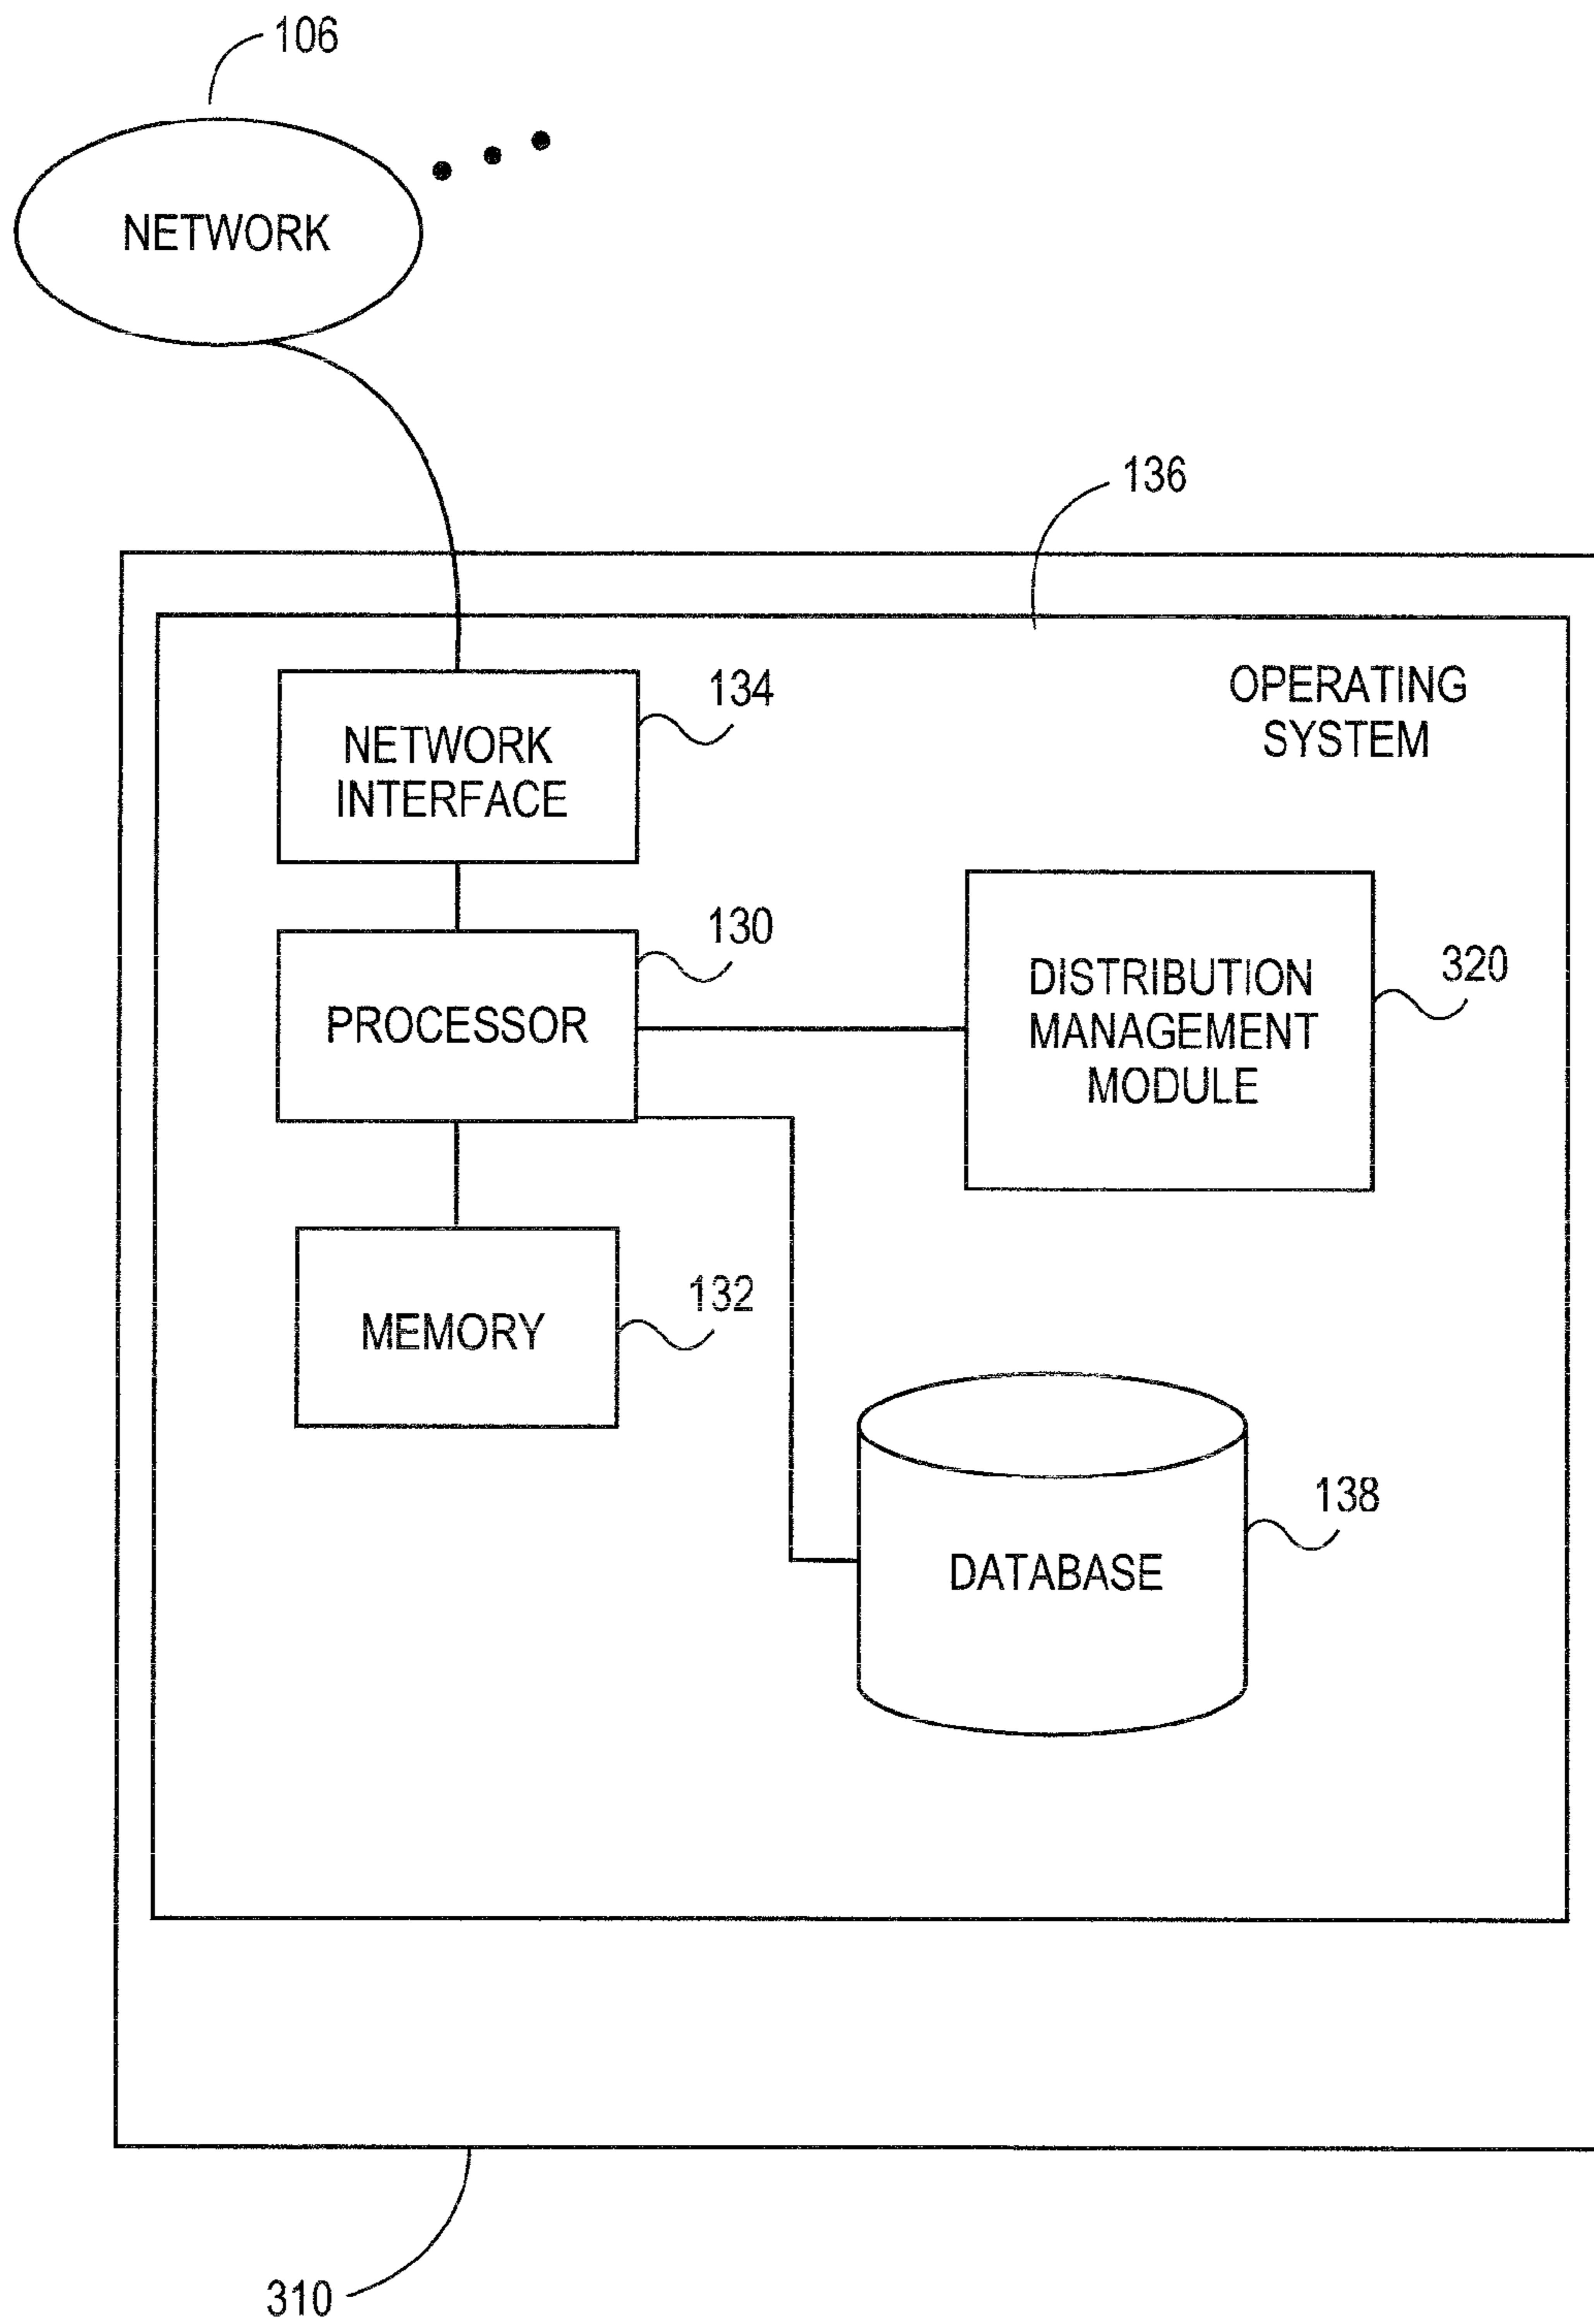 106
NETWORK
136
OPERATING
SYSTEM
134
NETWORK
INTERFACE
130
PROCESSOR
320
DISTRIBUTION
MANAGEMENT
MODULE
132
MEMORY
138
DATABASE
310